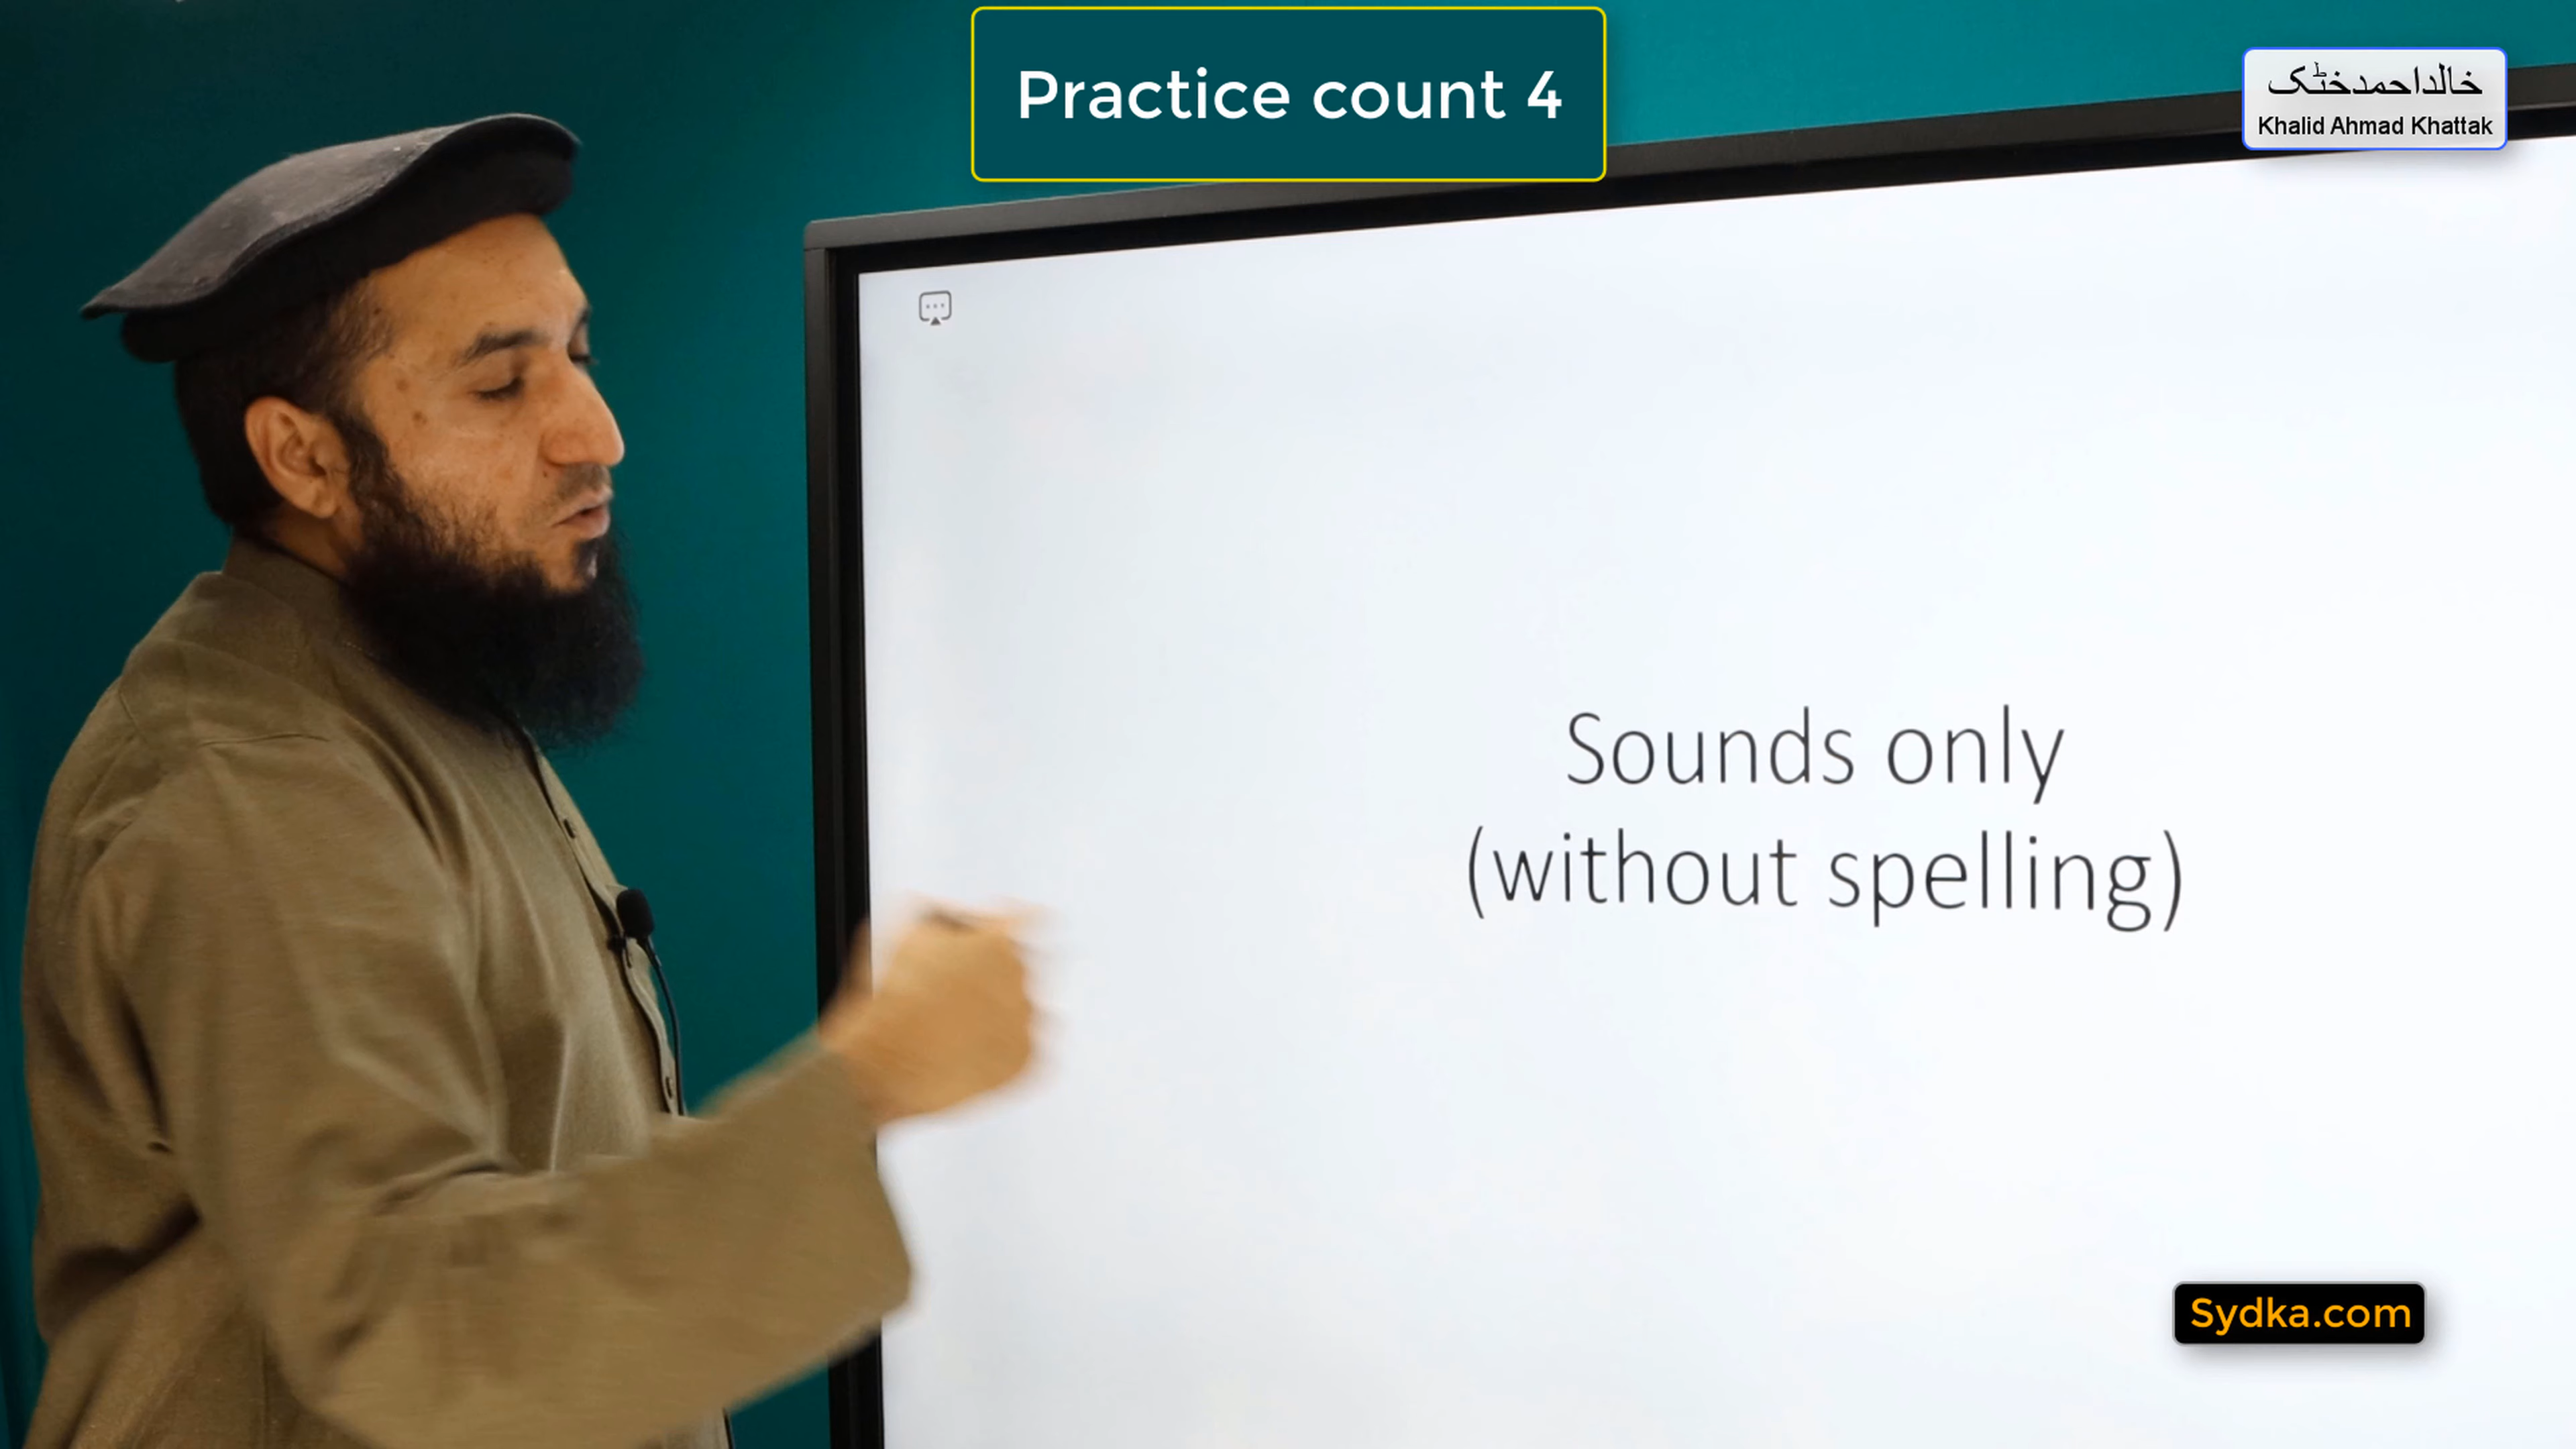 Practice count 4
خالداحمدخٹک
Khalid Ahmad Khattak
Sounds only
(without spelling)
Sydka.com